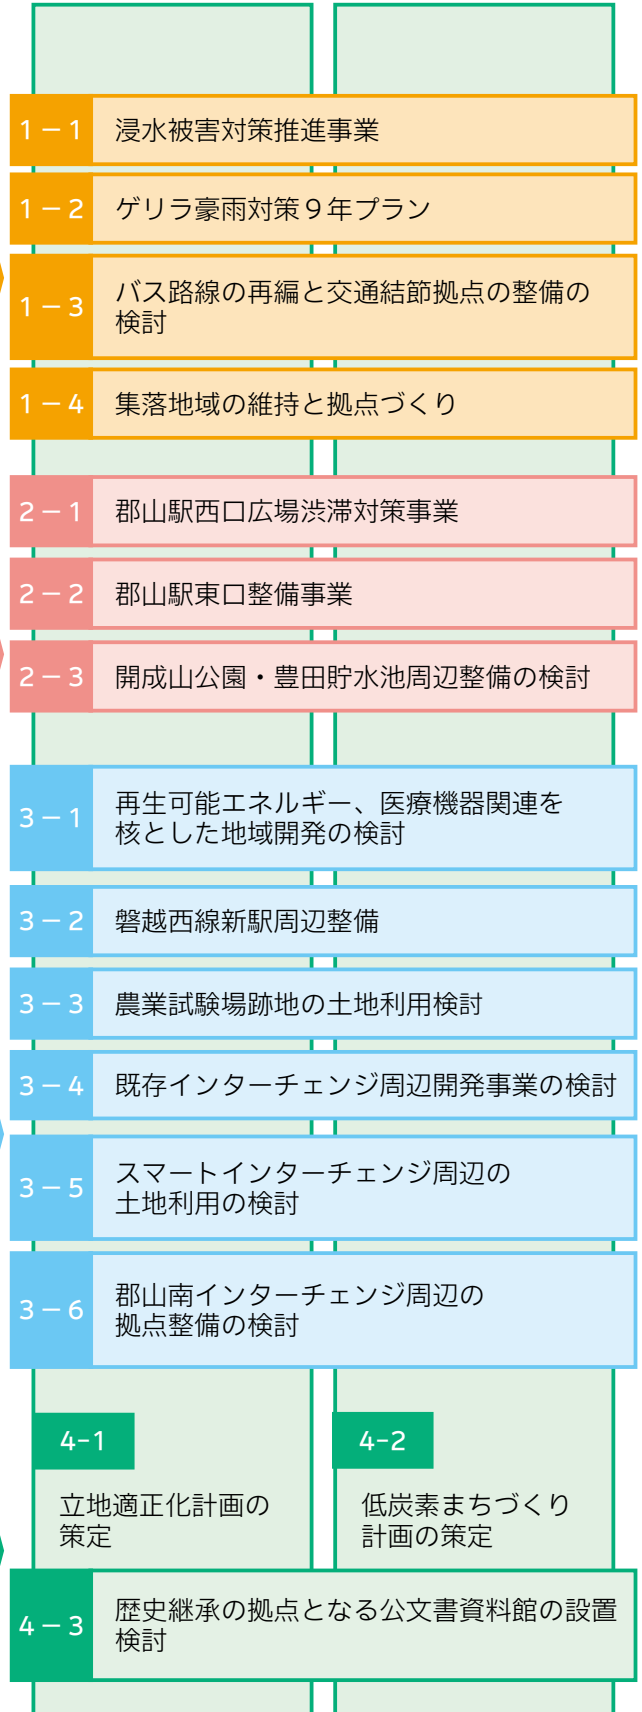 1－1 浸水被害対策推進事業
1－2 ゲリラ豪雨対策９年プラン
1－3 バス路線の再編と交通結節拠点の整備の
検討
1－4 集落地域の維持と拠点づくり
2－1 郡山駅西口広場渋滞対策事業
2－2 郡山駅東口整備事業
2－3 開成山公園・豊田貯水池周辺整備の検討
3－1 再生可能エネルギー、医療機器関連を
核とした地域開発の検討
3－2 磐越西線新駅周辺整備
3－3 農業試験場跡地の土地利用検討
3－4 既存インターチェンジ周辺開発事業の検討
3－5 スマートインターチェンジ周辺の
土地利用の検討
3－6 郡山南インターチェンジ周辺の
拠点整備の検討
4-1
立地適正化計画の
策定
4-2
低炭素まちづくり
計画の策定
4－3 歴史継承の拠点となる公文書資料館の設置
検討